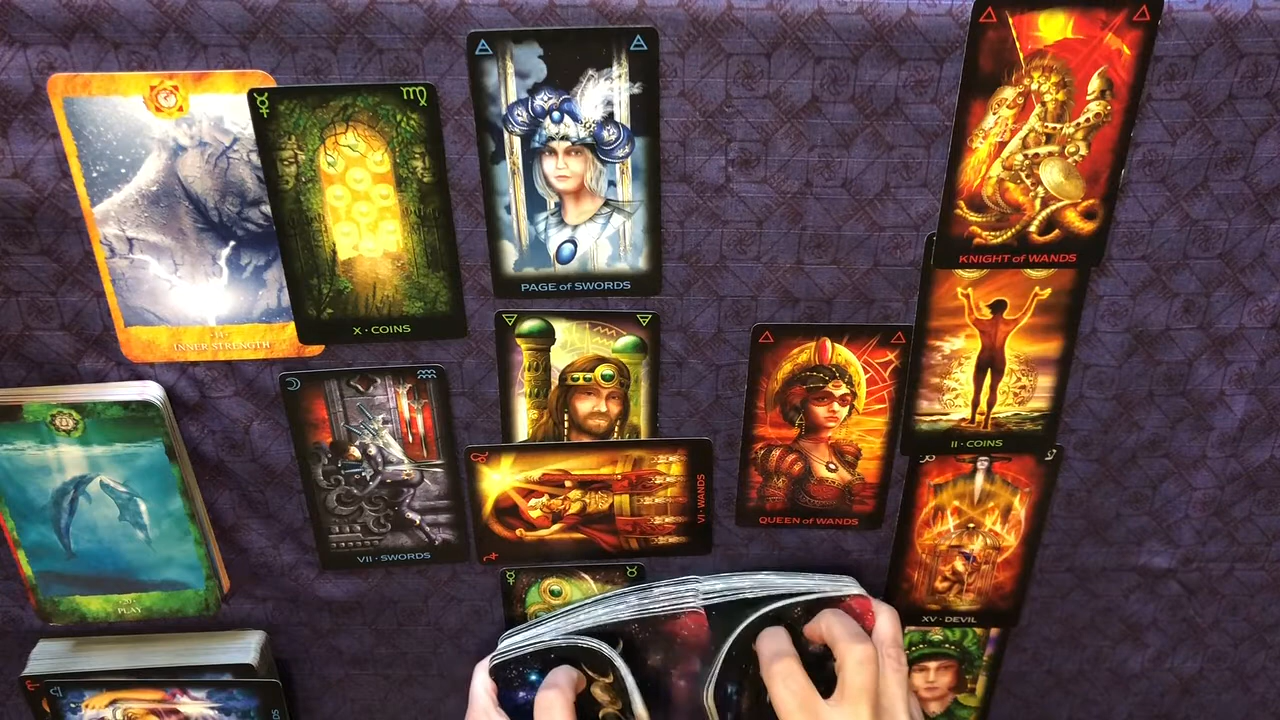 KNIGHT of WANDS
PAGE of SWORDS
X · COINS
INNER STRENGTH
II · COINS
VI · WANDS
QUEEN of WANDS
VII · SWORDS
·20·
PLAY
XV · DEVIL